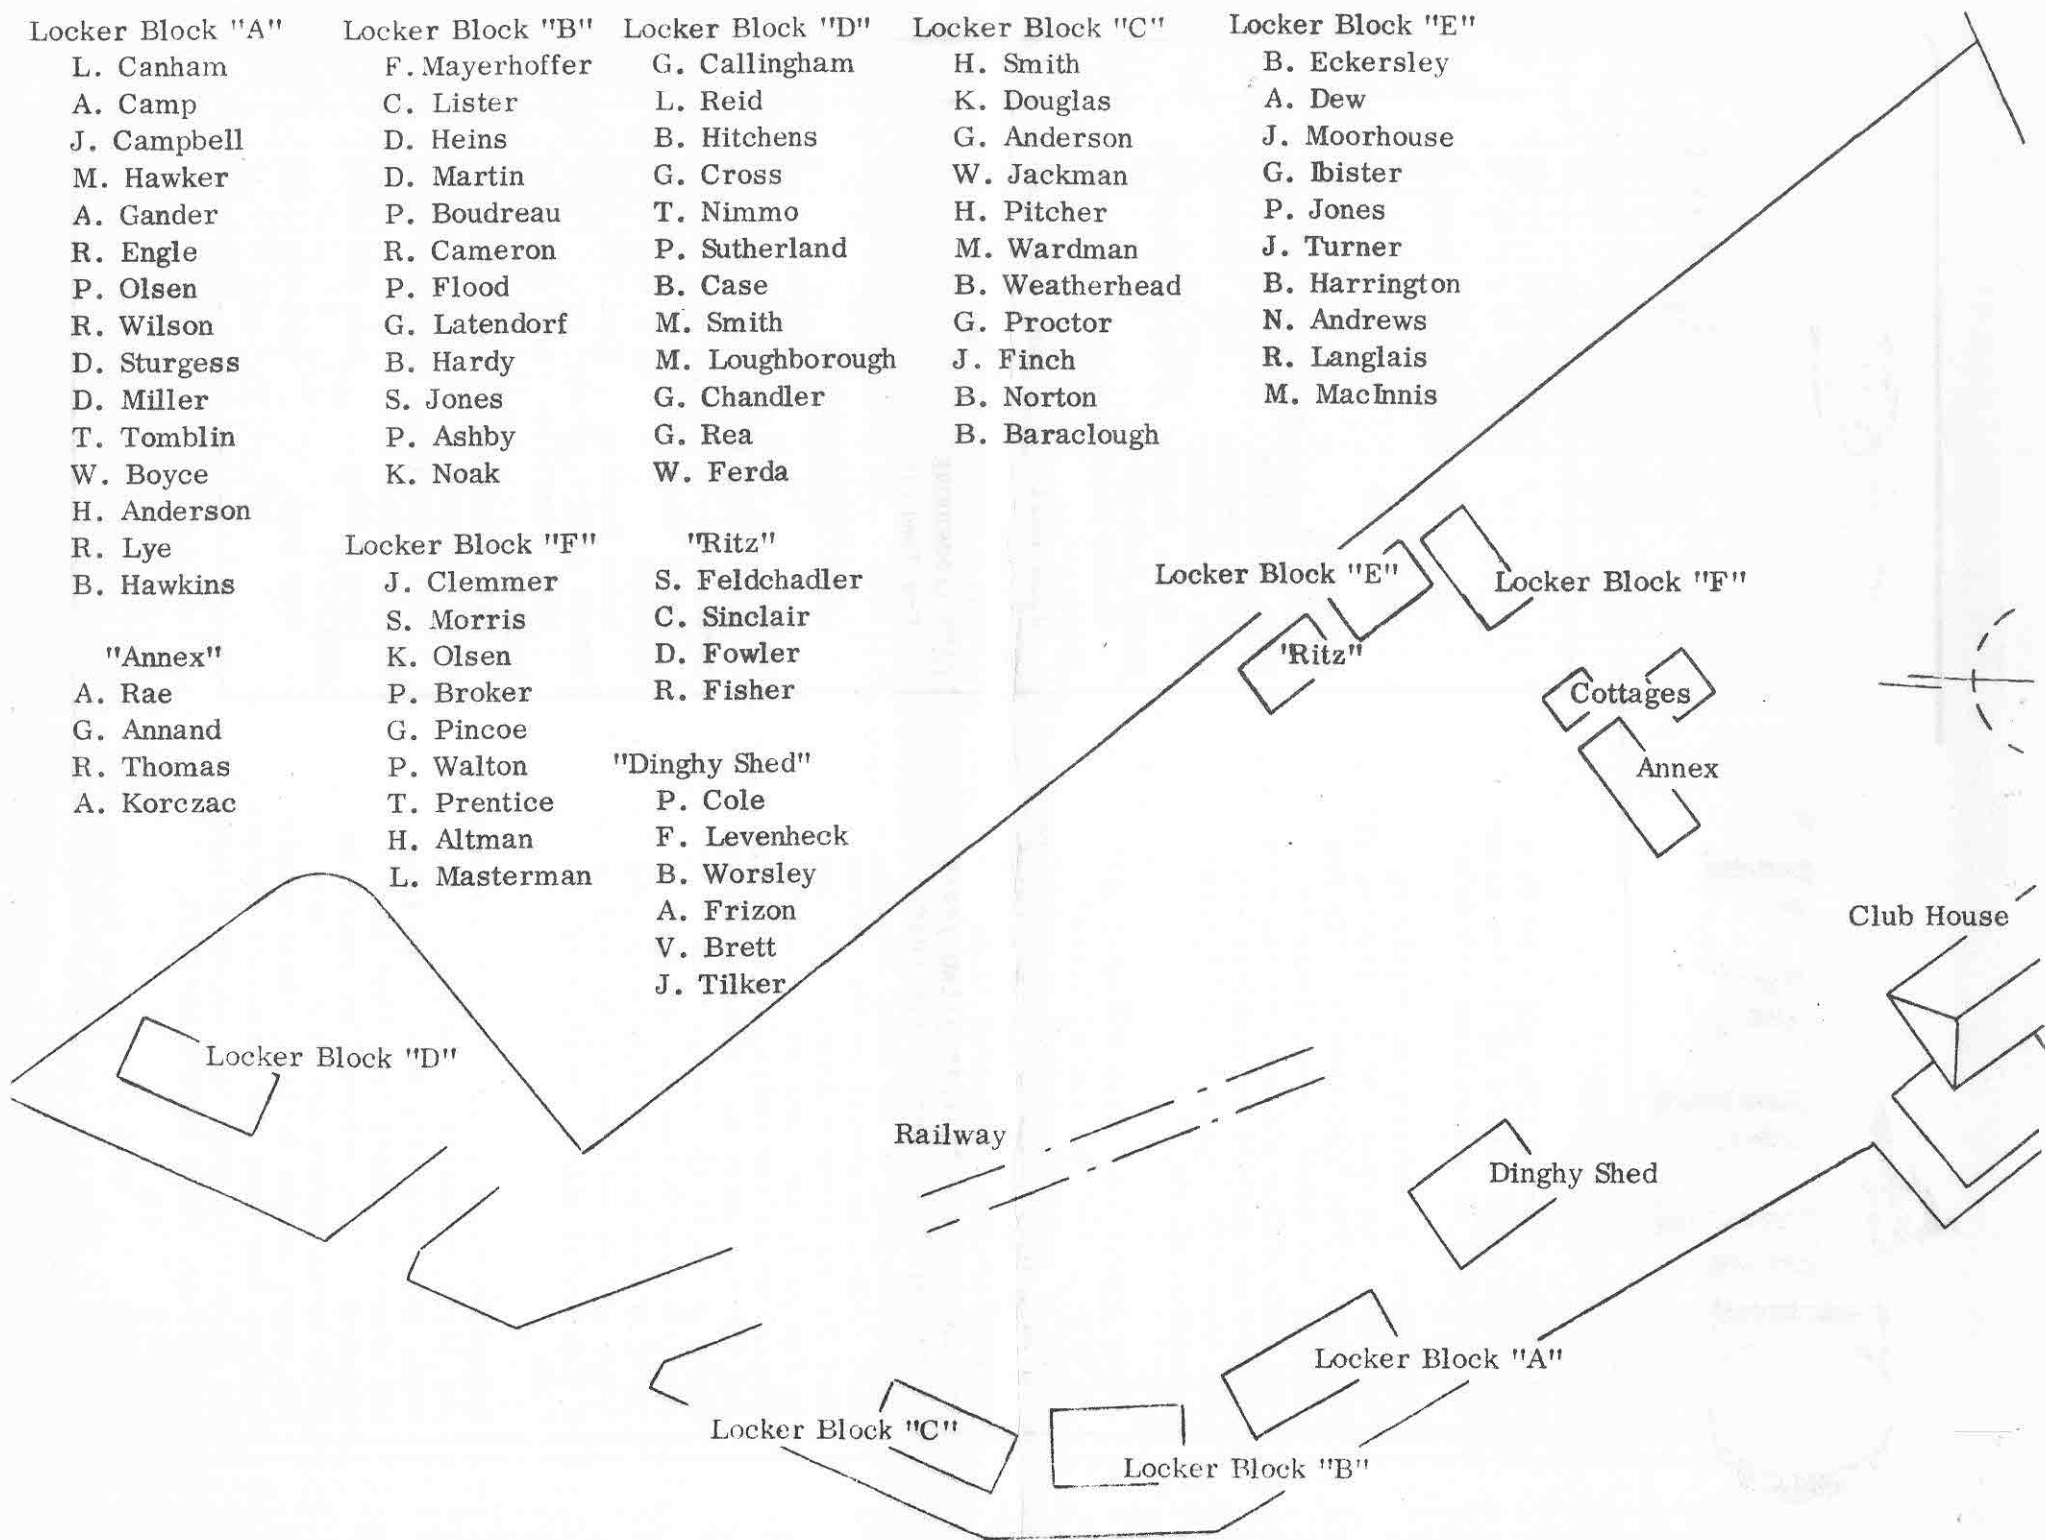 Locker Block "A"
L. Canham
A. Camp
J. Campbell
M. Hawker
A. Gander
R. Engle
P. Olsen
R. Wilson
D. Sturgess
D. Miller
T. Tomblin
W. Boyce
H. Anderson
R. Lye
B. Hawkins
"Annex"
A. Rae
G. Annand
R. Thomas
A. Korczac
Locker Block "B"
F. Mayerhoffer
C. Lister
D. Heins
D. Martin
P. Boudreau
R. Cameron
P. Flood
G. Latendorf
B. Hardy
S. Jones
P. Ashby
K. Noak
Locker Block "F"
J. Clemmer
S. Morris
K. Olsen
P. Broker
G. Pincoe
P. Walton
T. Prentice
H. Altman
L. Masterman
Locker Block "D"
G. Callingham
L. Reid
B. Hitchens
G. Cross
T. Nimmo
P. Sutherland
B. Case
M. Smith
M. Loughborough
G. Chandler
G. Rea
W. Ferda
"Ritz"
S. Feldchadler
C. Sinclair
D. Fowler
R. Fisher
"Dinghy Shed"
P. Cole
F. Levenheck
B. Worsley
A. Frizon
V. Brett
J. Tilker
Locker Block "C"
H. Smith
K. Douglas
G. Anderson
W. Jackman
H. Pitcher
M. Wardman
B. Weatherhead
G. Proctor
J. Finch
B. Norton
B. Baraclough
Locker Block "E"
B. Eckersley
A. Dew
J. Moorhouse
G. Ibister
P. Jones
J. Turner
B. Harrington
N. Andrews
R. Langlais
M. MacInnis
Locker Block "E"
Locker Block "F"
'Ritz"
Cottages
Annex
Club House
Locker Block "D"
Railway
Dinghy Shed
Locker Block "A"
Locker Block "C"
Locker Block "B"